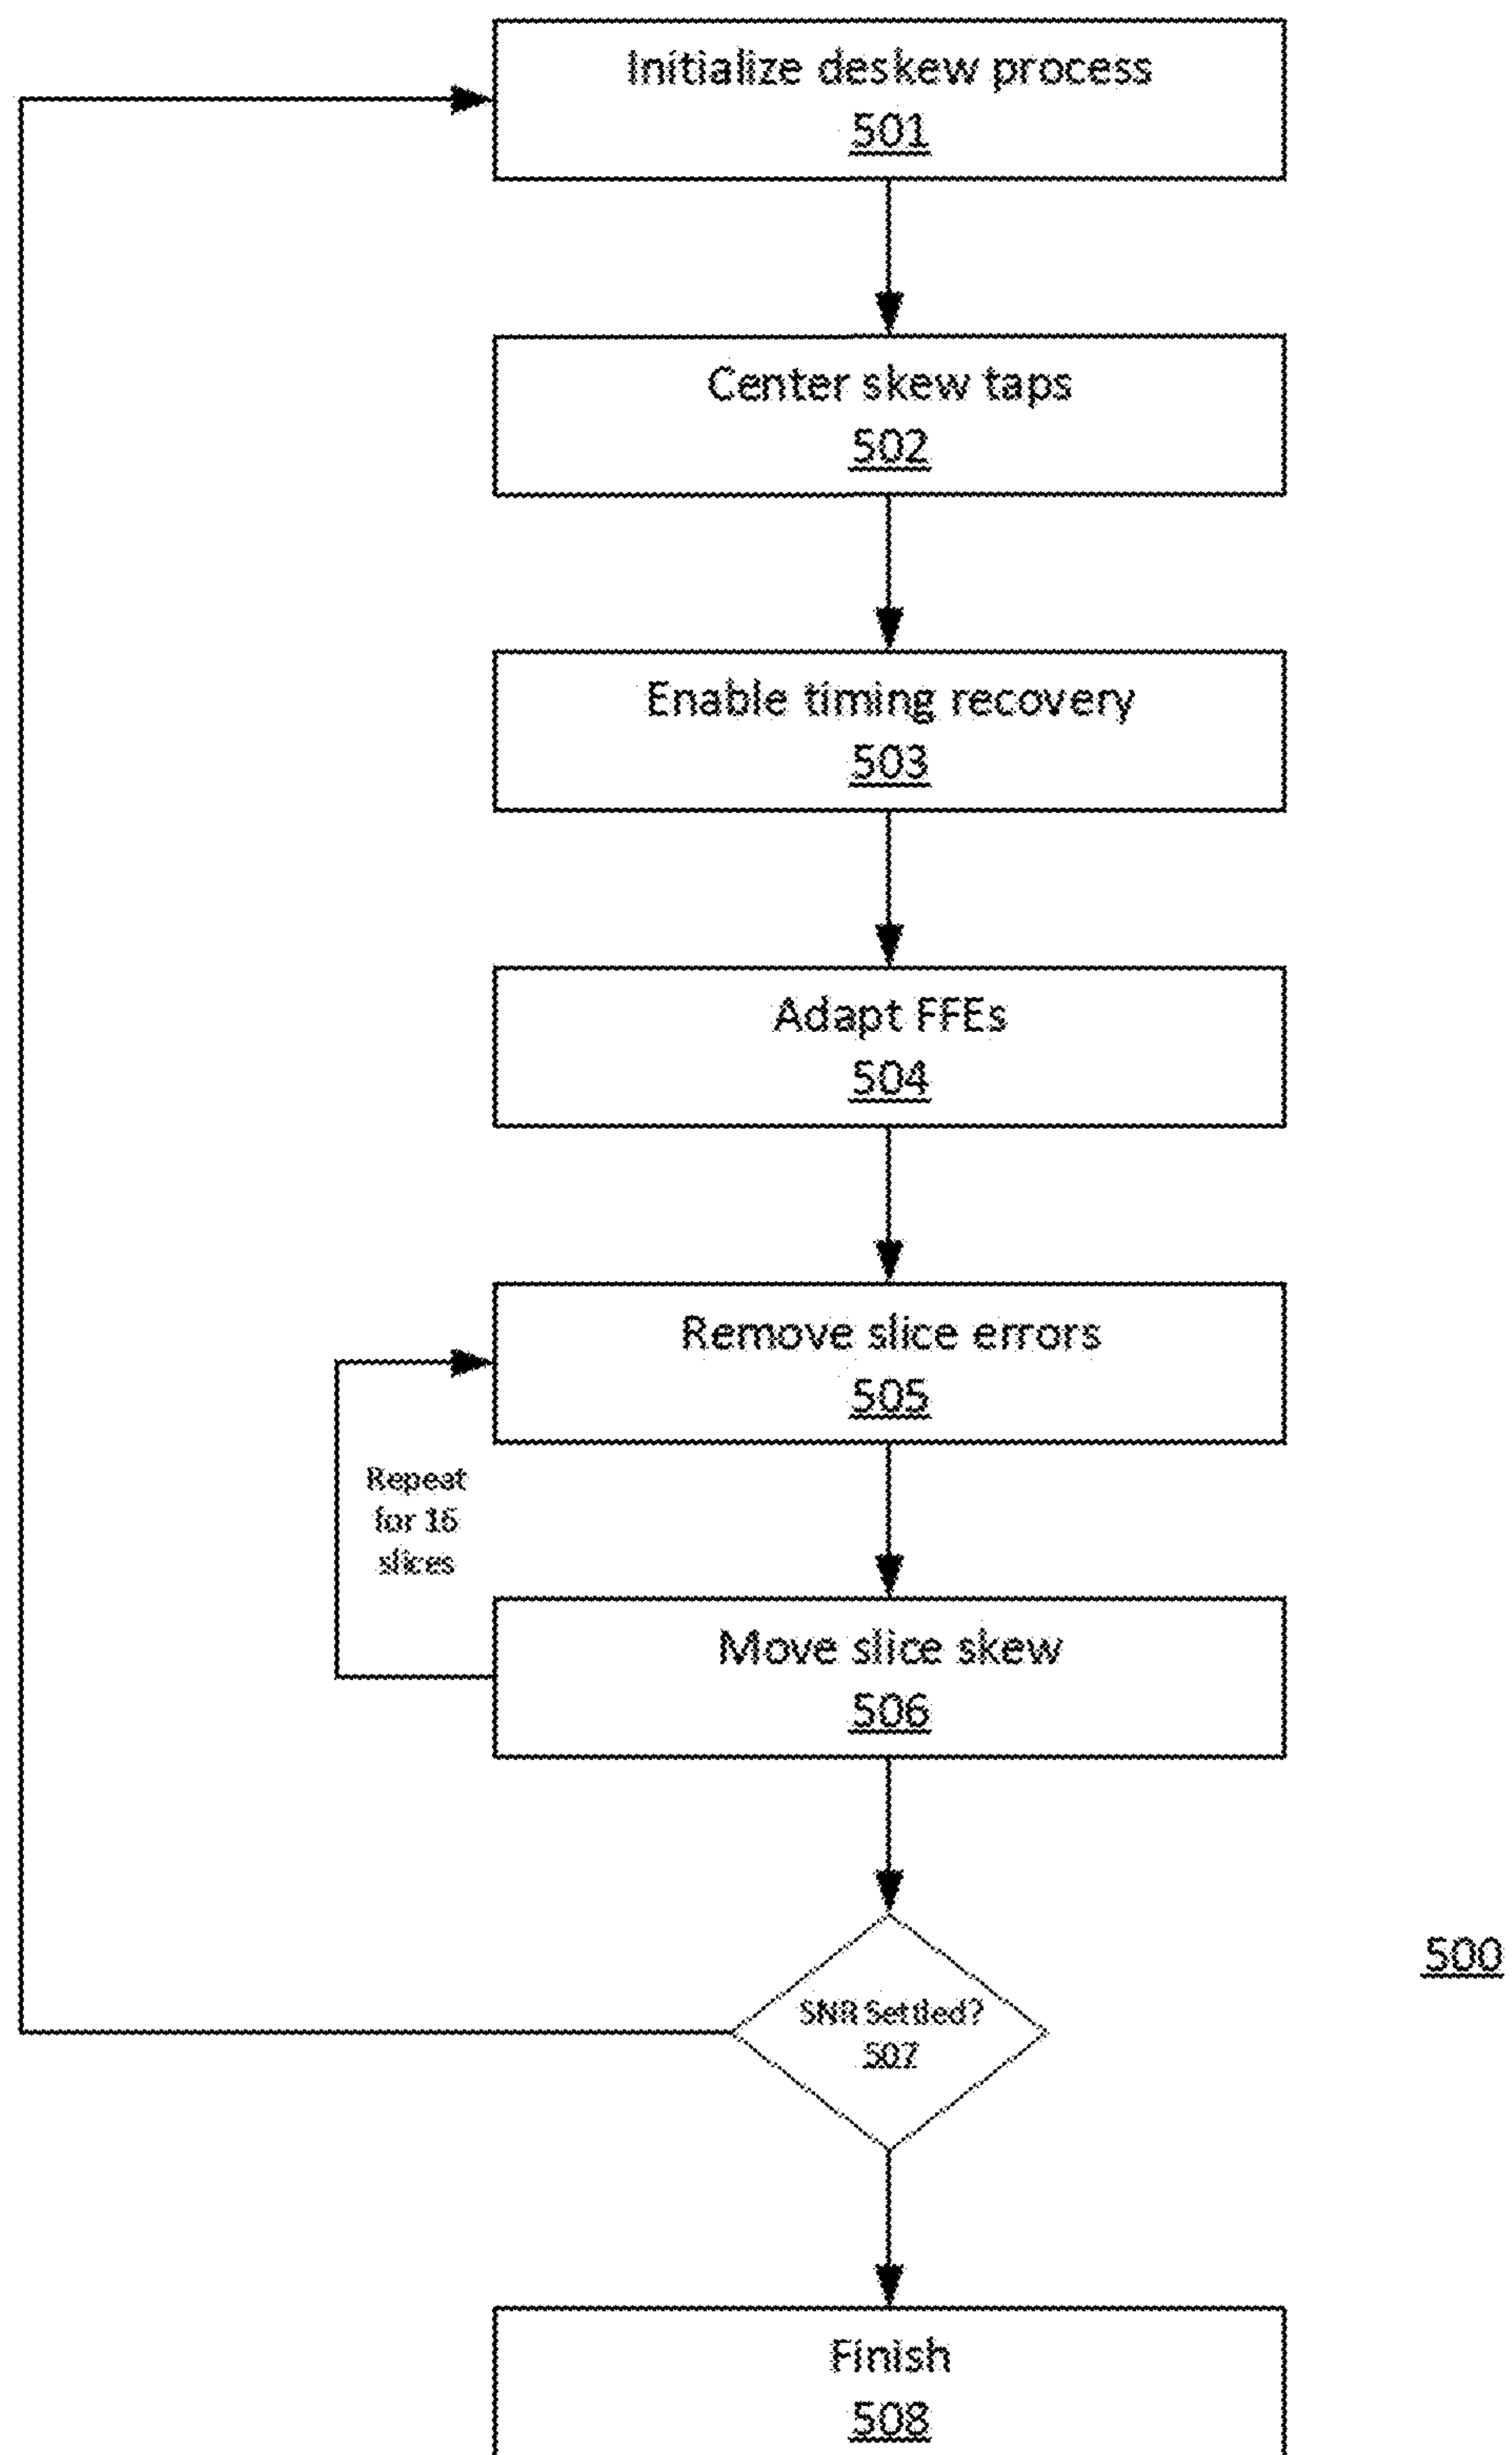 Initialize deskew process
501
Center skew taps
502
Enable timing recovery
503
Adapt FFEs
504
Remove slice errors
505
Repeat
for 16
slices
Move slice skew
506
SNR Settled?
507
500
Finish
508